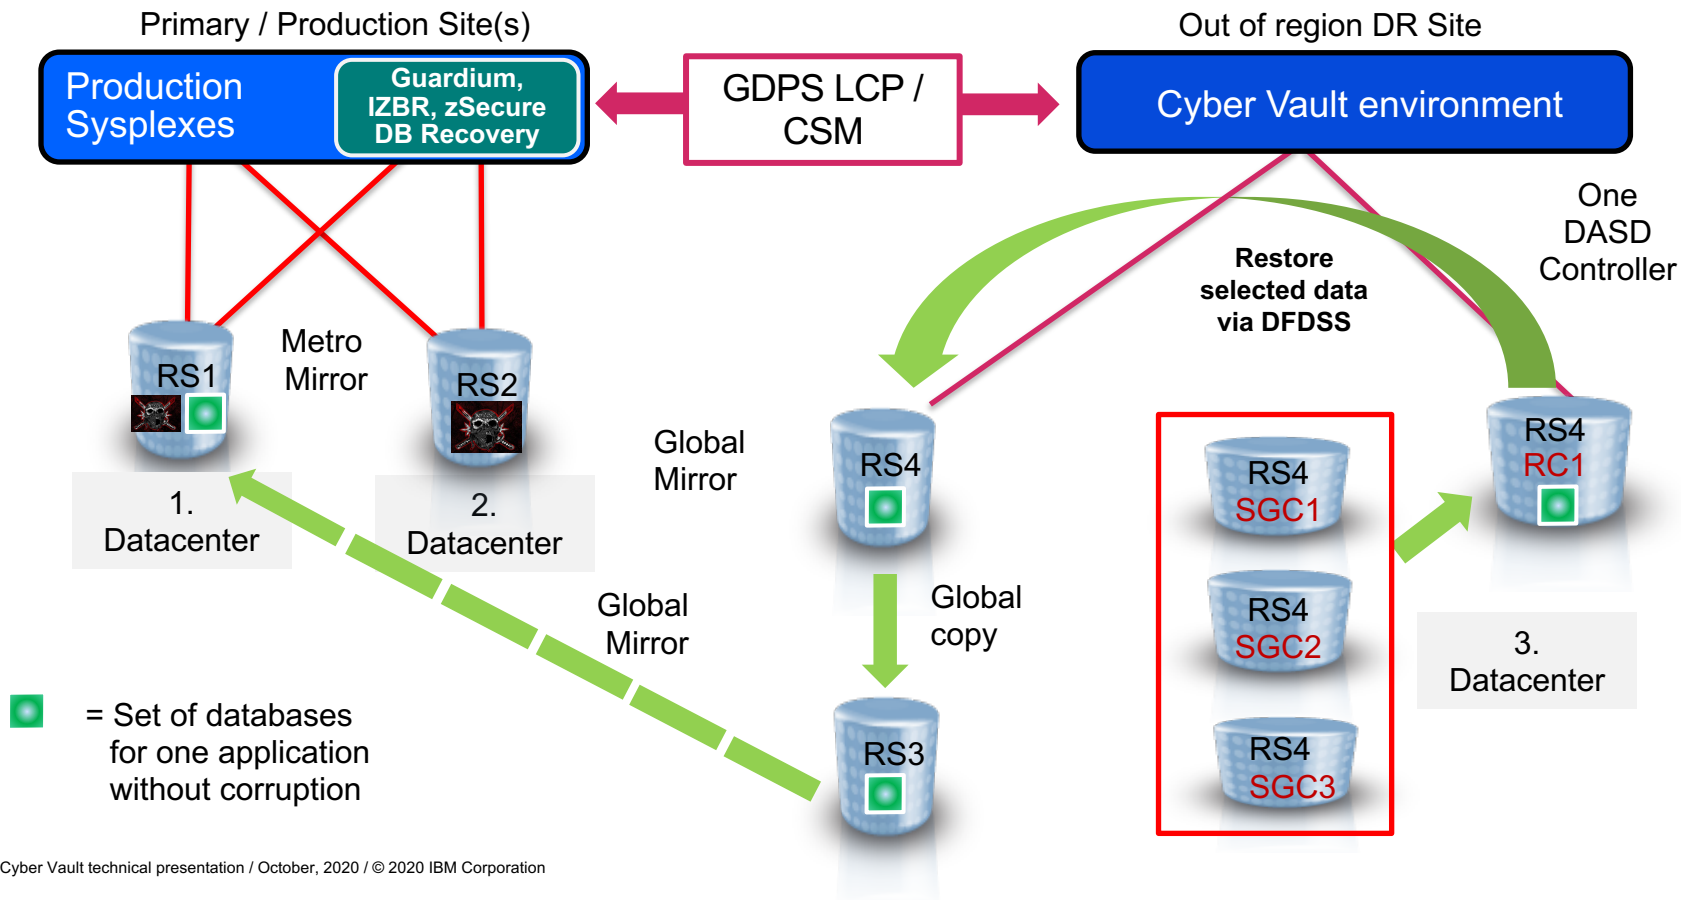 Primary / Production Site(s)
Out of region DR Site
Production
Sysplexes
Guardium,
IZBR, zSecure
DB Recovery
GDPS LCP /
CSM
Cyber Vault environment
One
DASD
Controller
Restore
selected data
via DFDSS
Metro
Mirror
RS1
RS2
Global
Mirror
RS4
RS4
SGC1
RS4
RC1
1.
Datacenter
2.
Datacenter
Global
Mirror
Global
copy
RS4
SGC2
3.
Datacenter
= Set of databases
for one application
without corruption
RS3
RS4
SGC3
Cyber Vault technical presentation / October, 2020 / © 2020 IBM Corporation